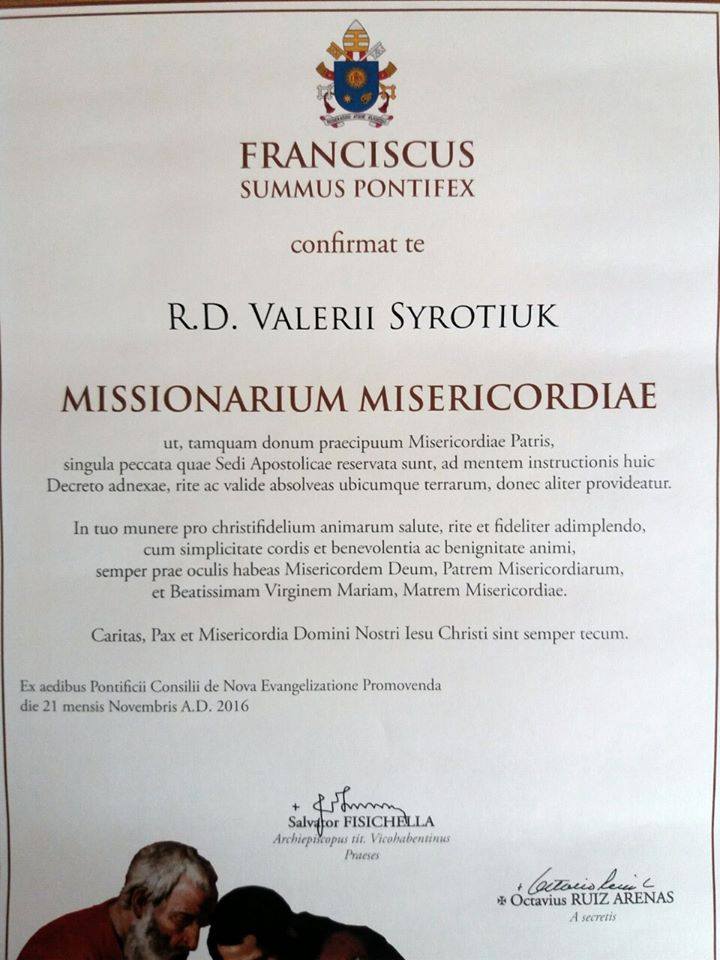 FRANCISCUS
SUMMUS PONTIFEX
confirmat te
R.D. VALERII SYROTIUK
MISSIONARIUM MISERICORDIAE
ut, tamquam donum praecipuum Misericordiae Patris,
singula peccata quae Sedi Apostolicae reservata sunt, ad mentem instructionis huic
Decreto adnexae, rite ac valide absolveas ubicumque terrarum, donec aliter provideatur.
In tuo munere pro christifidelium animarum salute, rite et fideliter adimplendo,
cum simplicitate cordis et benevolentia ac benignitate animi,
semper prae oculis habeas Misericordem Deum, Patrem Misericordiarum,
et Beatissimam Virginem Mariam, Matrem Misericordiae.
Caritas, Pax et Misericordia Domini Nostri Iesu Christi sint semper tecum.
Ex aedibus Pontificii Consilii de Nova Evangelizatione Promovenda
die 21 mensis Novembris A.D. 2016
Salvator FISICHELLA
Archiepiscopus tit. Vicohabentinus
Praeses
✠ Octavius RUIZ ARENAS
A secretis